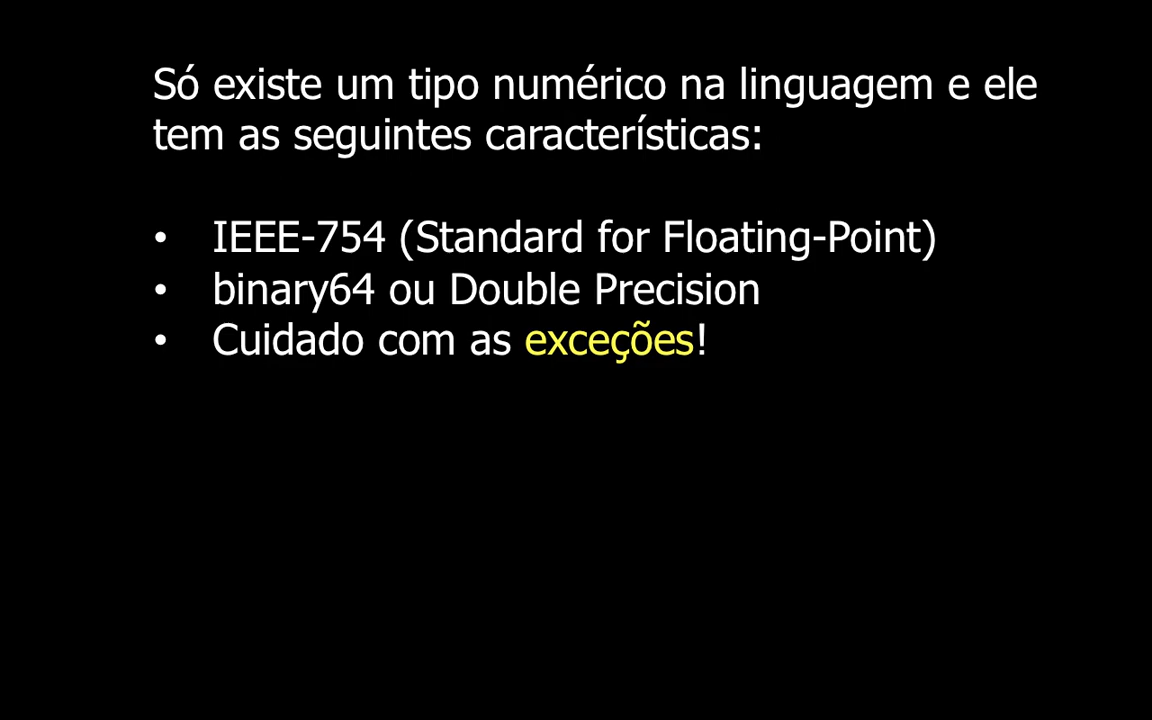 Só existe um tipo numérico na linguagem e ele
tem as seguintes características:
• IEEE-754 (Standard for Floating-Point)
• binary64 ou Double Precision
• Cuidado com as exceções!